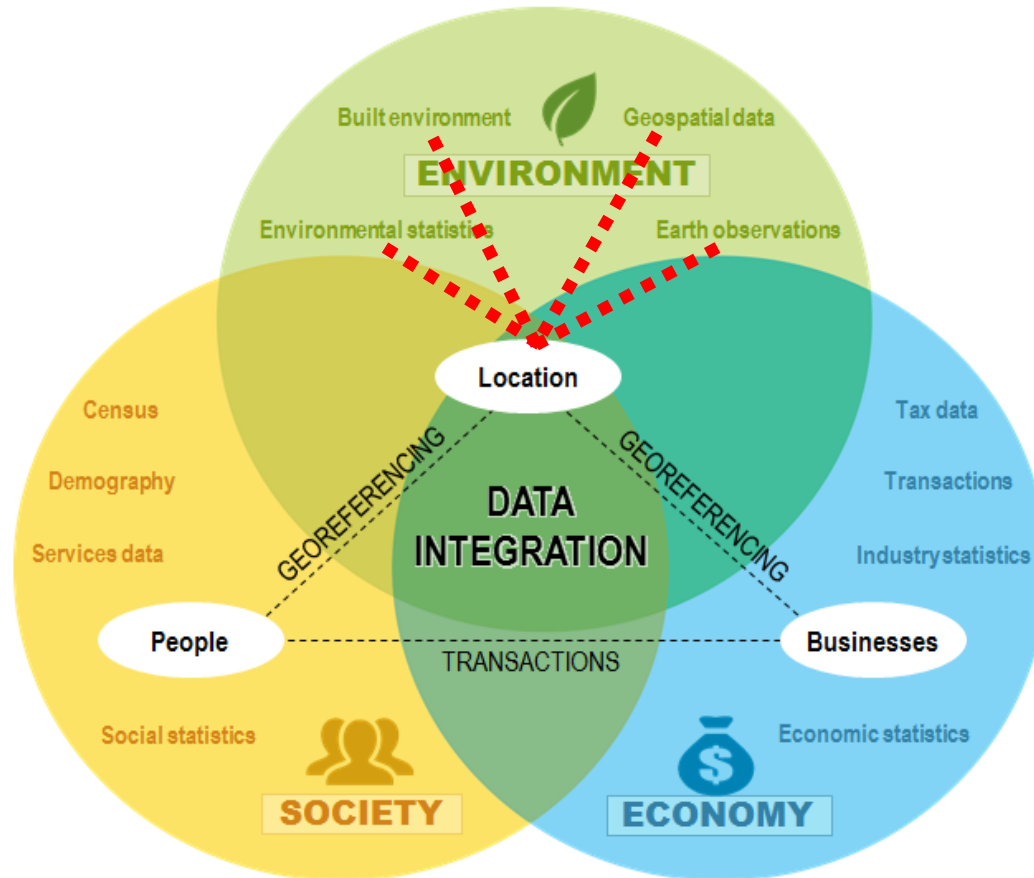 Built environment
Geospatial data
ENVIRONMENT
Environmental statistics
Earth observations
Location
Census
Tax data
GEOREFERENCING
GEOREFERENCING
Demography
Transactions
DATA
INTEGRATION
Services data
Industry statistics
People
Businesses
TRANSACTIONS
Social statistics
Economic statistics
$
SOCIETY
ECONOMY